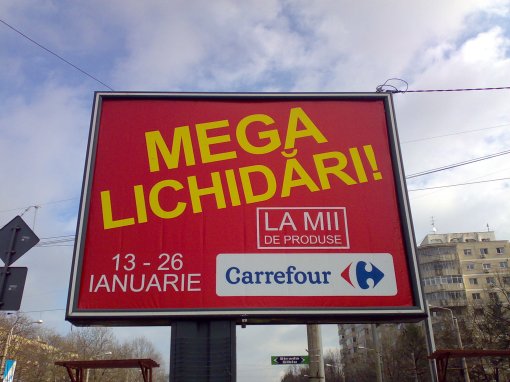 MEGA
LICHIDĂRI!
LA MII
DE PRODUSE
13 - 26
IANUARIE
Carrefour